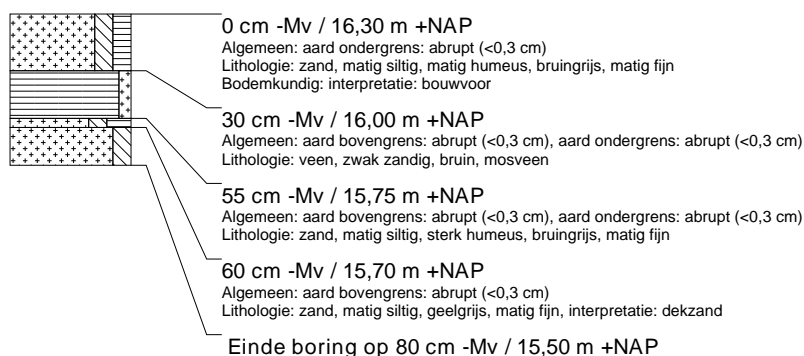 0 cm -Mv / 16,30 m +NAP
Algemeen: aard ondergrens: abrupt (<0,3 cm)
Lithologie: zand, matig siltig, matig humeus, bruingrijs, matig fijn
Bodemkundig: interpretatie: bouwvoor
30 cm -Mv / 16,00 m +NAP
Algemeen: aard bovengrens: abrupt (<0,3 cm), aard ondergrens: abrupt (<0,3 cm)
Lithologie: veen, zwak zandig, bruin, mosveen
55 cm -Mv / 15,75 m +NAP
Algemeen: aard bovengrens: abrupt (<0,3 cm), aard ondergrens: abrupt (<0,3 cm)
Lithologie: zand, matig siltig, sterk humeus, bruingrijs, matig fijn
60 cm -Mv / 15,70 m +NAP
Algemeen: aard bovengrens: abrupt (<0,3 cm)
Lithologie: zand, matig siltig, geelgrijs, matig fijn, interpretatie: dekzand
Einde boring op 80 cm -Mv / 15,50 m +NAP